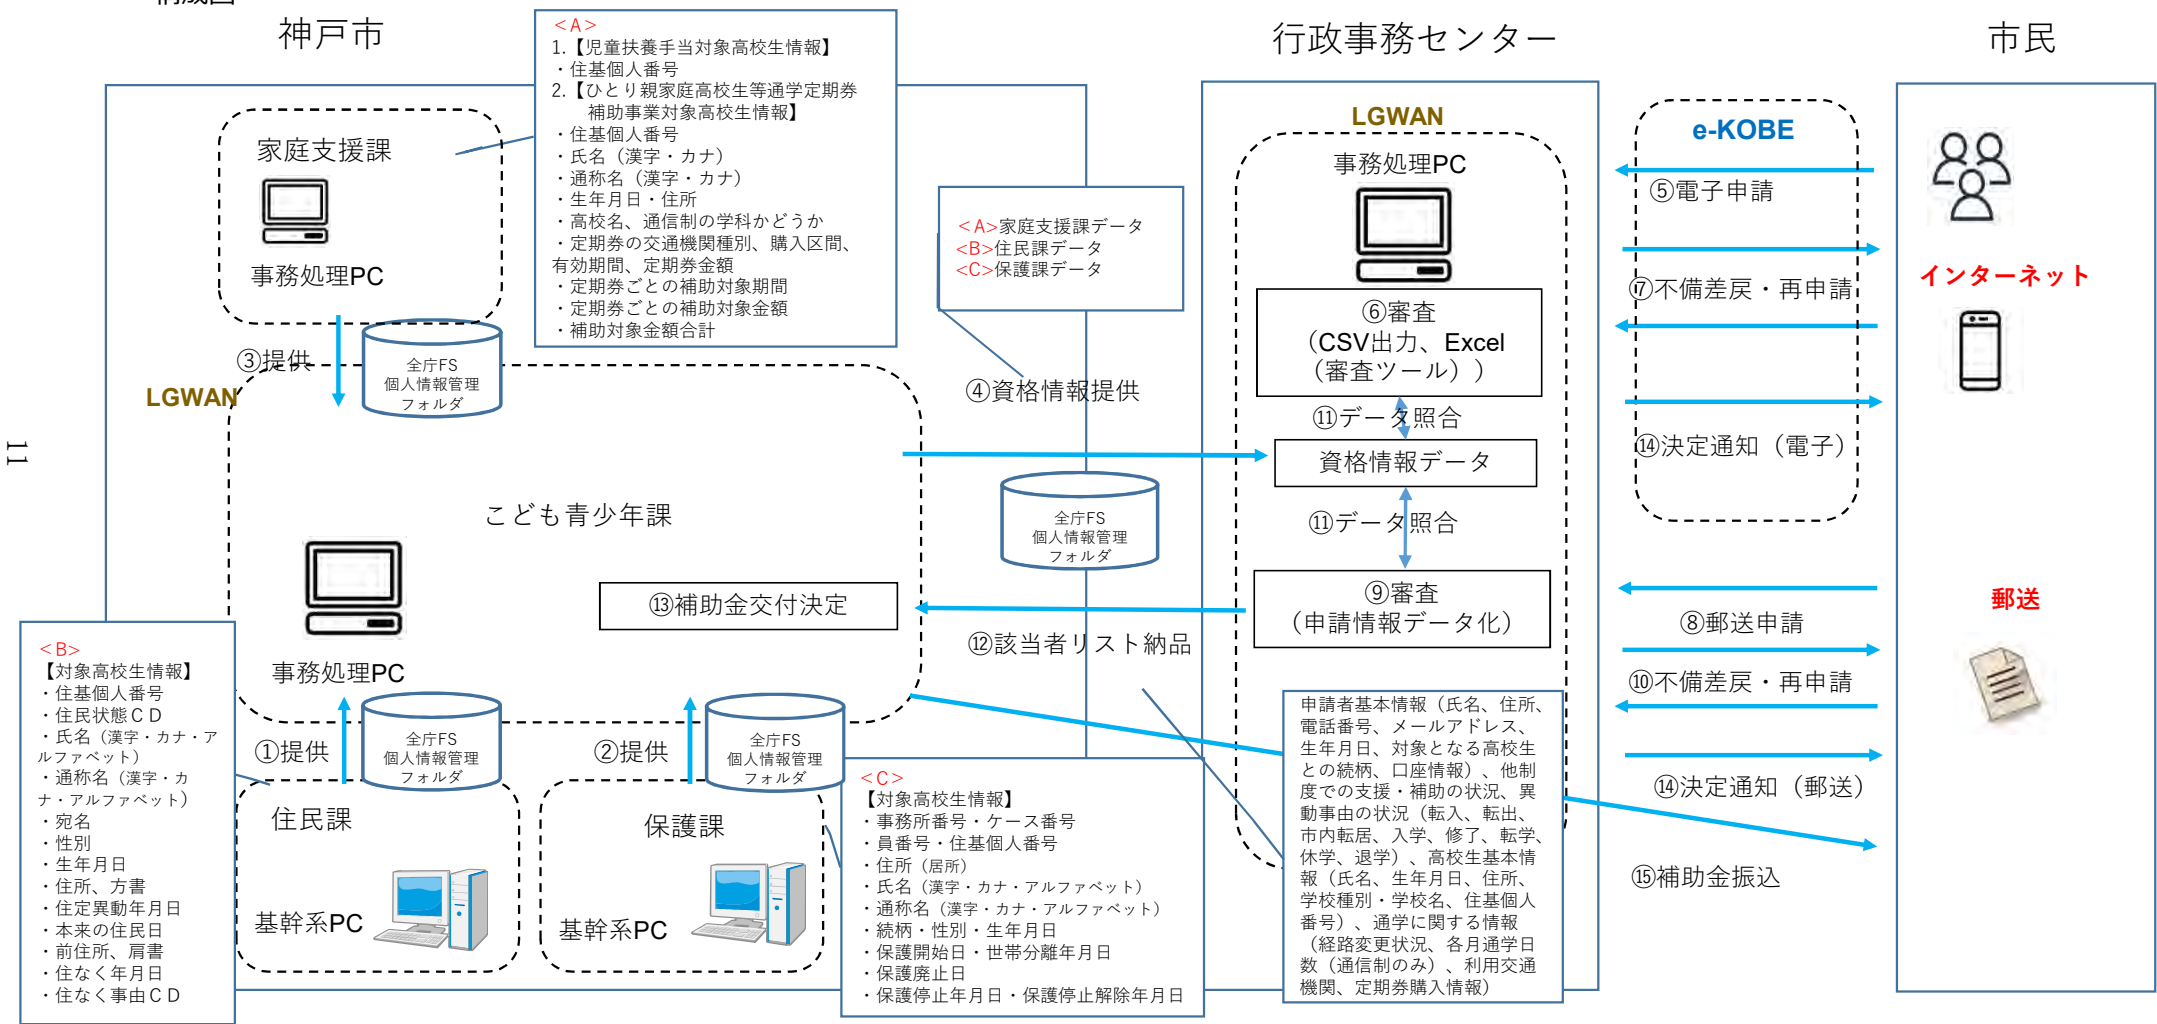 構成図
神戸市
行政事務センター
市民
<A>
1.【児童扶養手当対象高校生情報】
・住基個人番号
2.【ひとり親家庭高校生等通学定期券
補助事業対象高校生情報】
・住基個人番号
・氏名（漢字・カナ）
・通称名（漢字・カナ）
・生年月日・住所
・高校名、通信制の学科かどうか
・定期券の交通機関種別、購入区間、
有効期間、定期券金額
・定期券ごとの補助対象期間
・定期券ごとの補助対象金額
・補助対象金額合計
家庭支援課
事務処理PC
③提供
全庁FS
個人情報管理
フォルダ
LGWAN
こども青少年課
事務処理PC
⑬補助金交付決定
<A>家庭支援課データ
<B>住民課データ
<C>保護課データ
④資格情報提供
全庁FS
個人情報管理
フォルダ
⑫該当者リスト納品
LGWAN
事務処理PC
⑥審査
（CSV出力、Excel
（審査ツール））
⑪データ照合
資格情報データ
⑪データ照合
⑨審査
（申請情報データ化）
e-KOBE
⑤電子申請
⑦不備差戻・再申請
⑭決定通知（電子）
インターネット
郵送
⑧郵送申請
⑩不備差戻・再申請
⑭決定通知（郵送）
⑮補助金振込
<B>
【対象高校生情報】
・住基個人番号
・住民状態ＣＤ
・氏名（漢字・カナ・ア
ルファベット）
・通称名（漢字・カ
ナ・アルファベット）
・宛名
・性別
・生年月日
・住所、方書
・住定異動年月日
・本来の住民日
・前住所、肩書
・住なく年月日
・住なく事由ＣＤ
①提供
全庁FS
個人情報管理
フォルダ
住民課
基幹系PC
②提供
全庁FS
個人情報管理
フォルダ
保護課
基幹系PC
<C>
【対象高校生情報】
・事務所番号・ケース番号
・員番号・住基個人番号
・住所（居所）
・氏名（漢字・カナ・アルファベット）
・通称名（漢字・カナ・アルファベット）
・続柄・性別・生年月日
・保護開始日・世帯分離年月日
・保護廃止日
・保護停止年月日・保護停止解除年月日
申請者基本情報（氏名、住所、
電話番号、メールアドレス、
生年月日、対象となる高校生
との続柄、口座情報）、他制
度での支援・補助の状況、異
動事由の状況（転入、転出、
市内転居、入学、修了、転学、
休学、退学）、高校生基本情
報（氏名、生年月日、住所、
学校種別・学校名、住基個人
番号）、通学に関する情報
（経路変更状況、各月通学日
数（通信制のみ）、利用交通
機関、定期券購入情報）
11